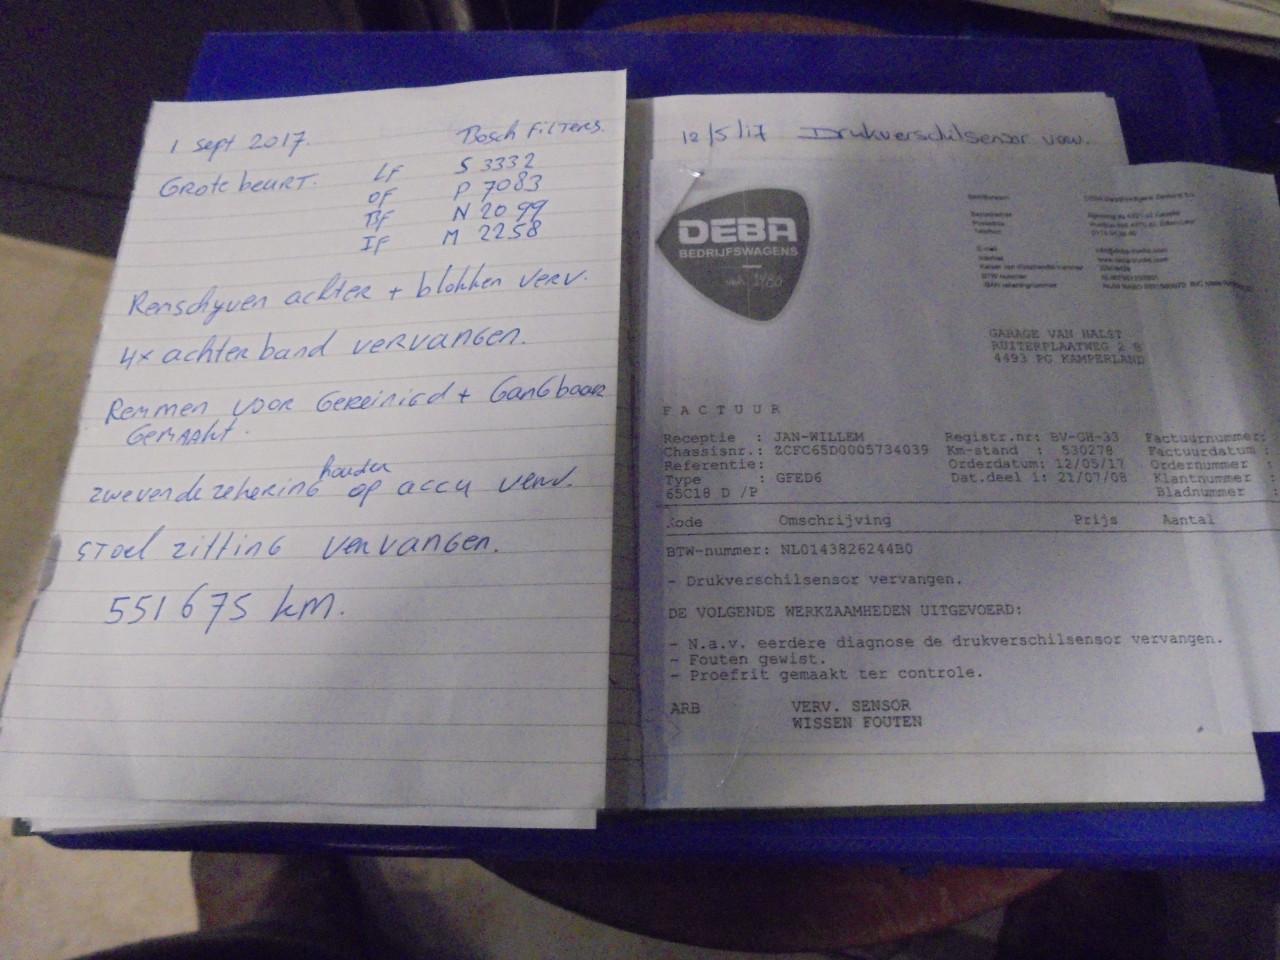 1 sept 2017. Bosch Filters.
Grote beurt. LF S 3332
OF P 7083
BF N 2099
IF M 2258
Remschyven achter + blokken verv.
4x achterband vervangen.
Remmen voor Gereinigd + Gangbaar
Gemaakt.
houder
zwevende zekering op accu verv.
stoel zitting vervangen.
551675 km.
12/5/17 Drukverschilsensor verv.
DEBA
BEDRIJFSWAGENS
GARAGE VAN HALST
RUITERPLAATWEG 2 B
4493 PG KAMPERLAND
FACTUUR
Receptie : JAN-WILLEM Registr.nr: BV-GH-33 Factuurnummer:
Chassisnr.: ZCFC65D0005734039 Km-stand : 530278 Factuurdatum :
Referentie: Orderdatum: 12/05/17 Ordernummer :
Type : GFED6 Dat.deel 1: 21/07/08 Klantnummer :
65C18 D /P Bladnummer :
Kode Omschrijving Prijs Aantal
BTW-nummer: NL0143826244B0
- Drukverschilsensor vervangen.
DE VOLGENDE WERKZAAMHEDEN UITGEVOERD:
- N.a.v. eerdere diagnose de drukverschilsensor vervangen.
- Fouten gewist.
- Proefrit gemaakt ter controle.
ARB VERV. SENSOR
WISSEN FOUTEN